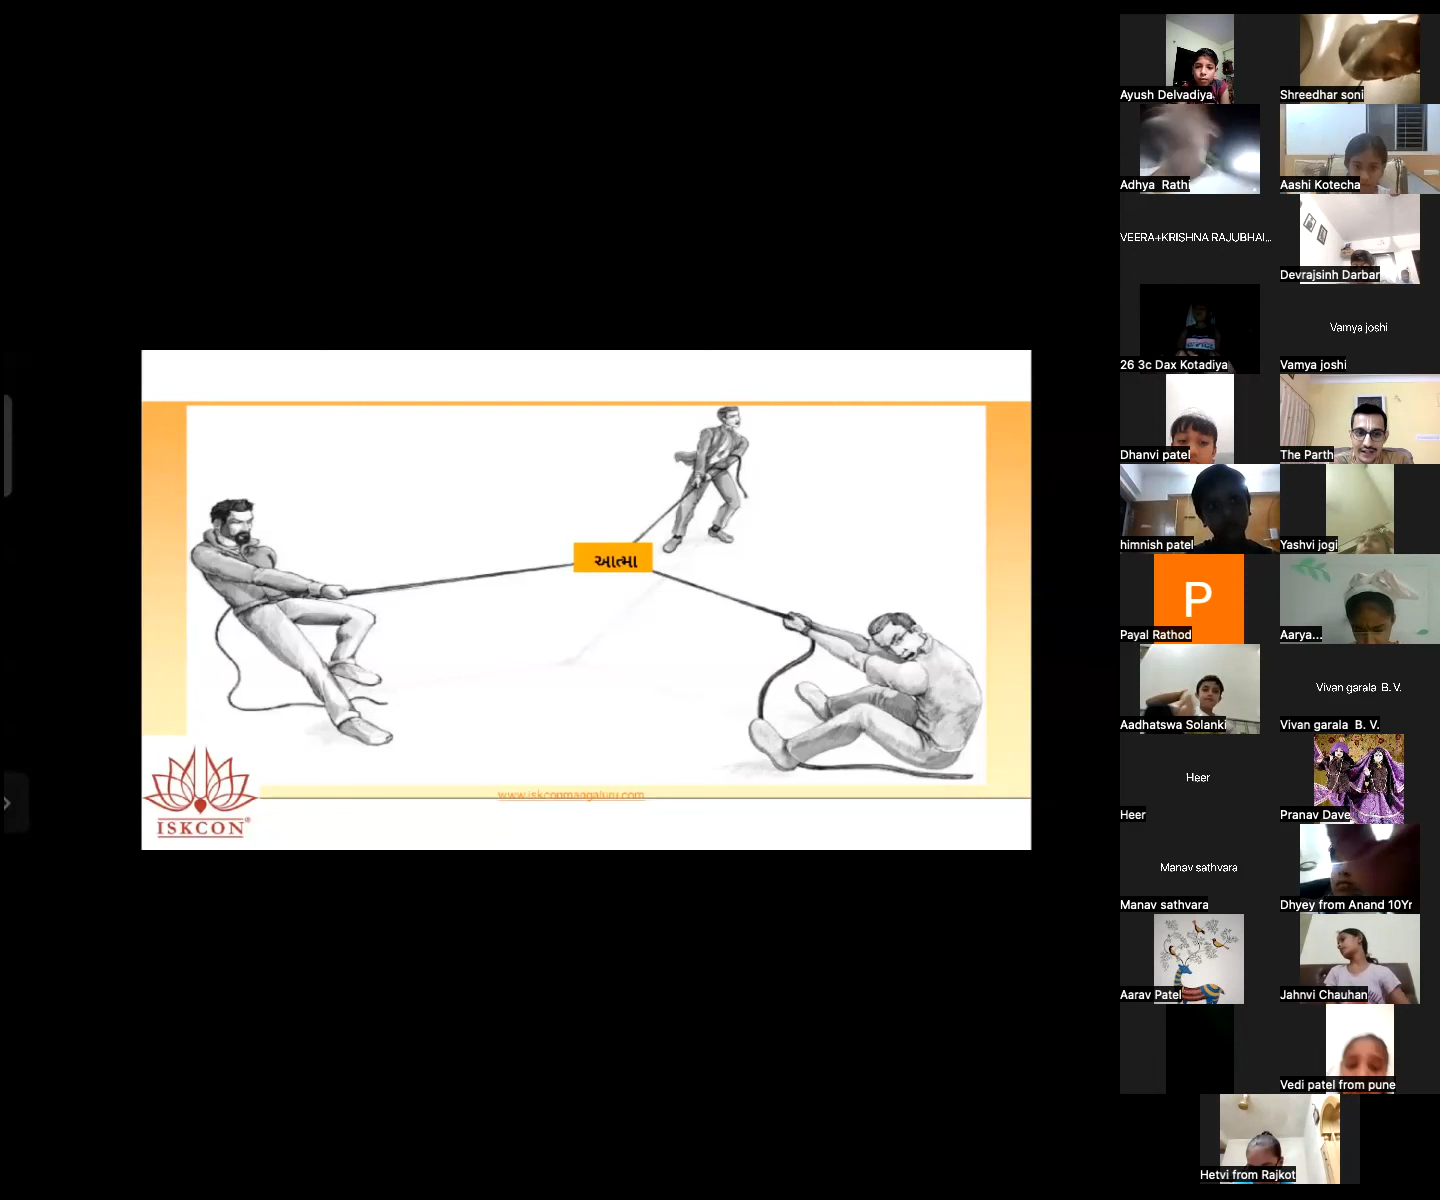 આત્મા
ISKCON®
www.iskconmangaluru.com
Ayush Delvadiya
Shreedhar soni
Adhya Rathi
Aashi Kotecha
VEERA+KRISHNA RAJUBHAI...
Devrajsinh Darbar
26 3c Dax Kotadiya
Vamya joshi
Vamya joshi
Dhanvi patel
The Parth
himnish patel
Yashvi jogi
P
Payal Rathod
Aarya...
Aadhatswa Solanki
Vivan garala B. V.
Vivan garala B. V.
Heer
Heer
Pranav Dave
Manav sathvara
Manav sathvara
Dhyey from Anand 10Yr
Aarav Patel
Jahnvi Chauhan
Vedi patel from pune
Hetvi from Rajkot